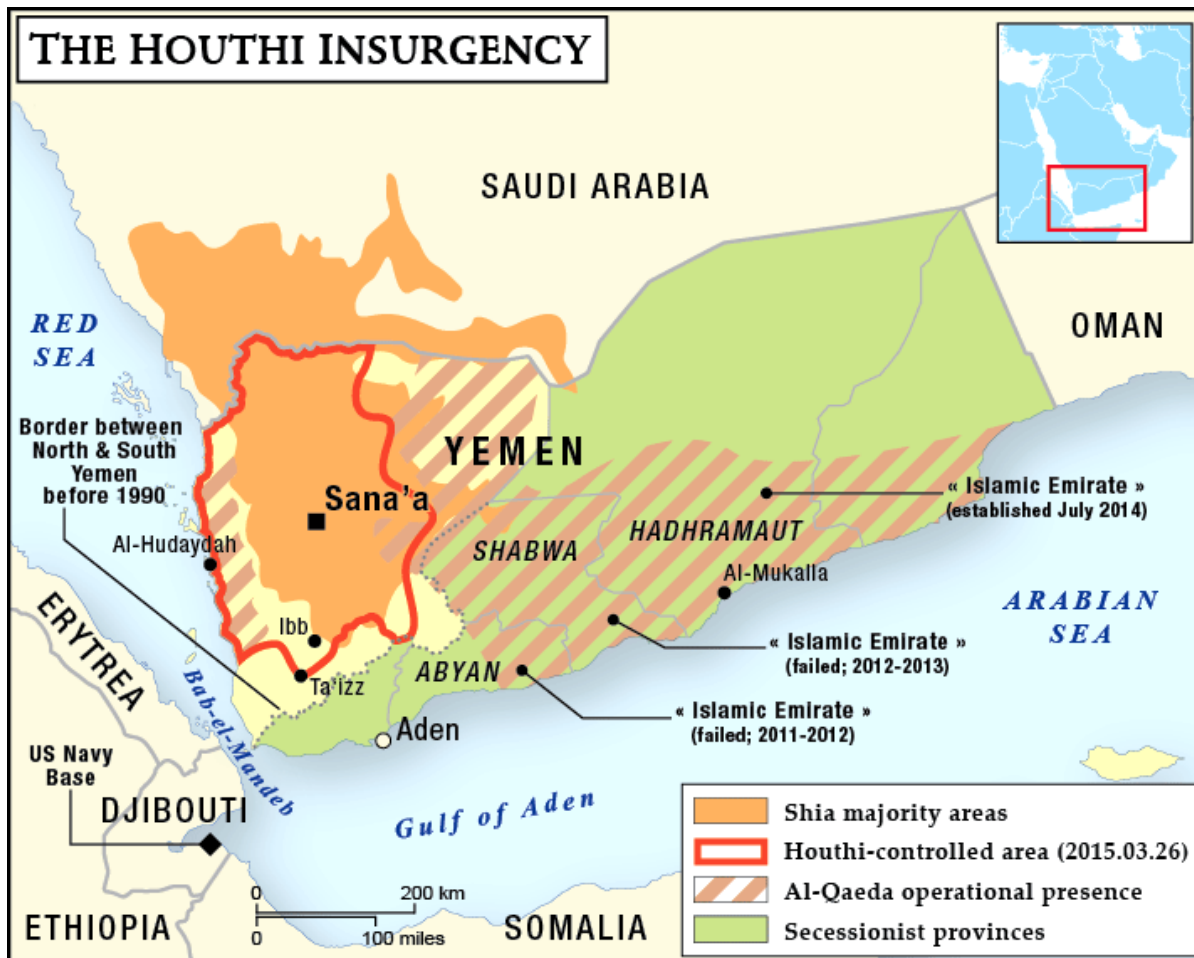 THE HOUTHI INSURGENCY
SAUDI ARABIA
OMAN
RED
SEA
Border between
North & South
Yemen
before 1990
YEMEN
Sana'a
Al-Hudaydah
SHABWA
HADHRAMAUT
« Islamic Emirate »
(established July 2014)
Al-Mukalla
ARABIAN
SEA
ERYTREA
Ibb
Ta'izz
ABYAN
« Islamic Emirate »
(failed; 2012-2013)
« Islamic Emirate »
(failed; 2011-2012)
Aden
Bab-el-Mandeb
US Navy
Base
DJIBOUTI
Gulf of Aden
ETHIOPIA
0 200 km
0 100 miles
SOMALIA
Shia majority areas
Houthi-controlled area (2015.03.26)
Al-Qaeda operational presence
Secessionist provinces